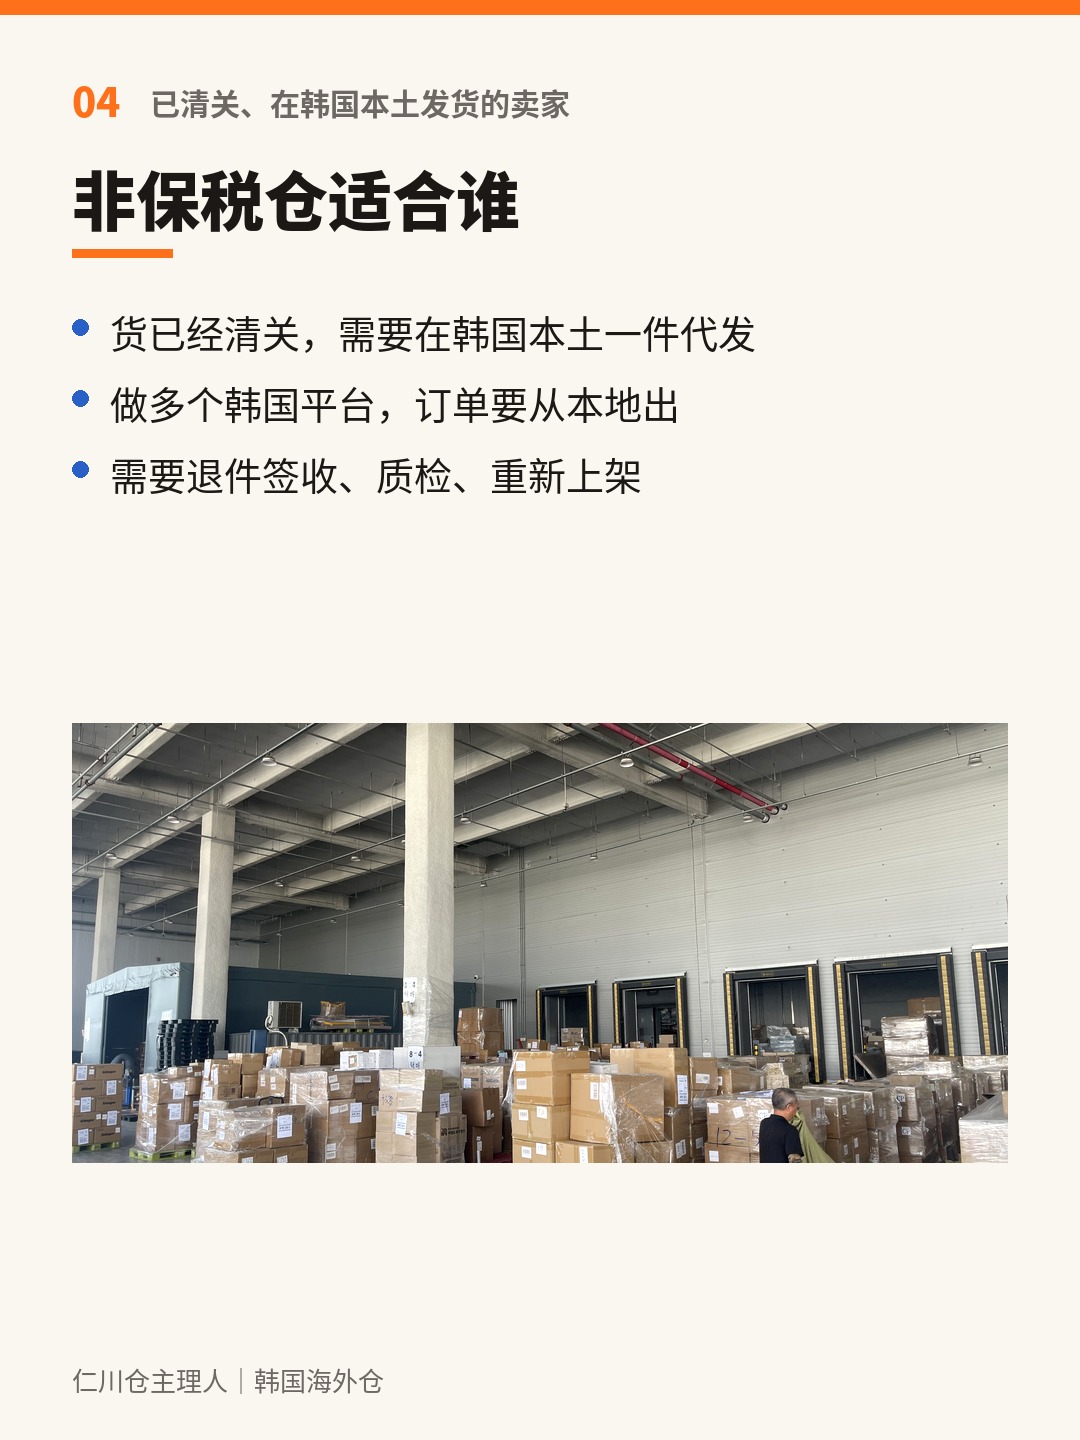 04 已清关、在韩国本土发货的卖家
非保税仓适合谁
货已经清关，需要在韩国本土一件代发
做多个韩国平台，订单要从本地出
需要退件签收、质检、重新上架
8-4
12-
仁川仓主理人｜韩国海外仓